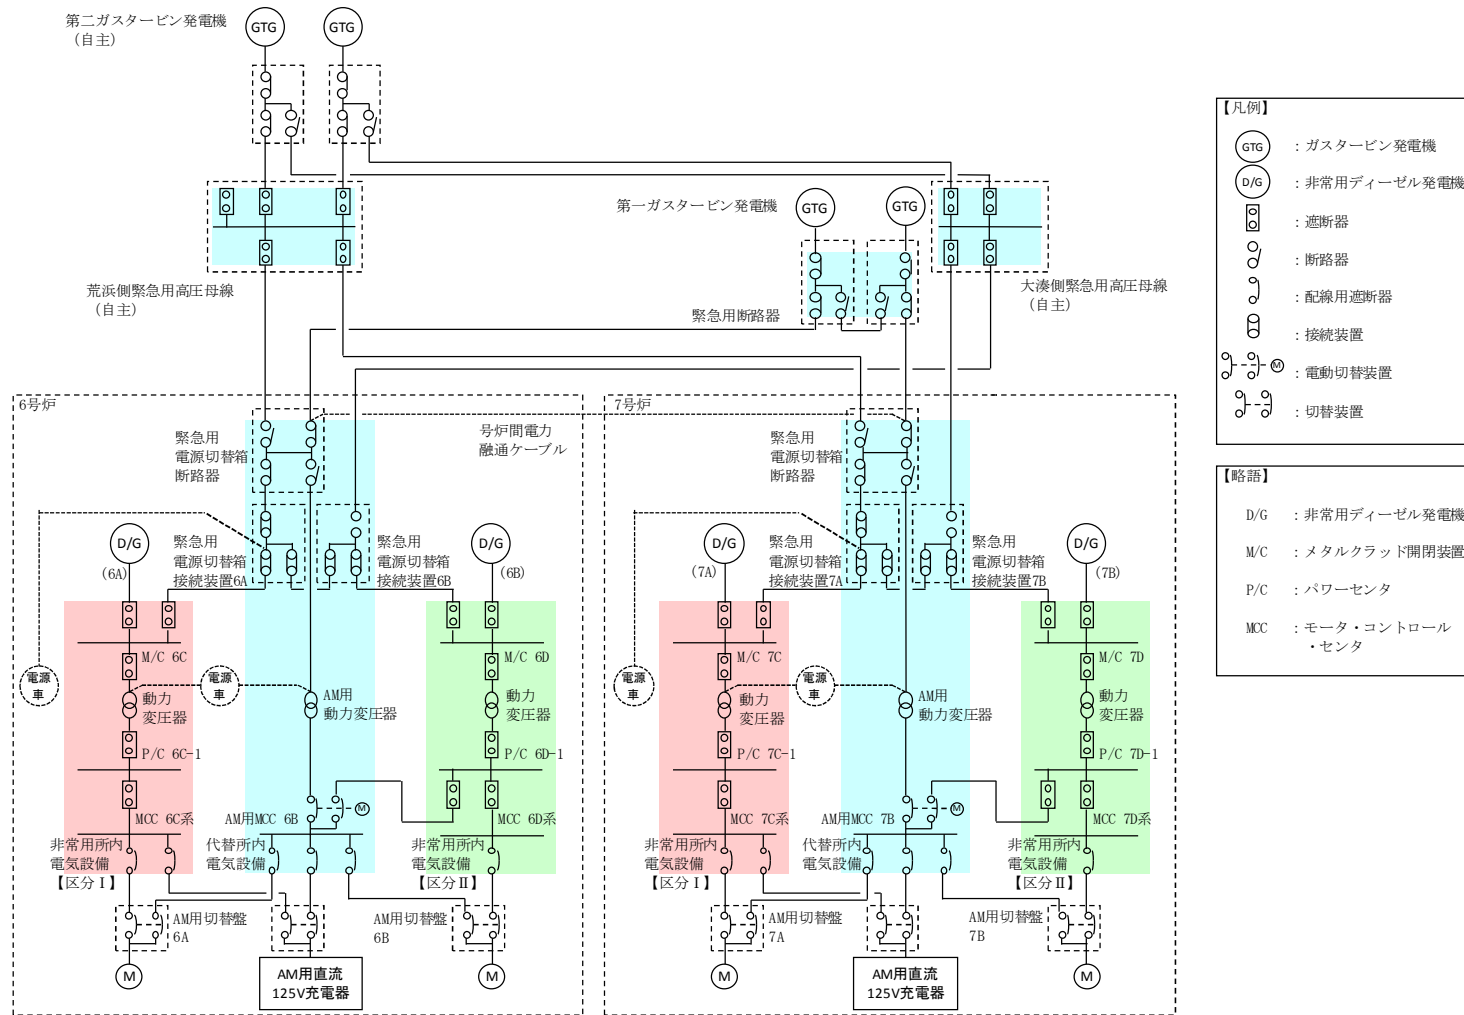 第二ガスタービン発電機
（自主）
GTG
GTG
荒浜側緊急用高圧母線
（自主）
第一ガスタービン発電機
GTG
GTG
緊急用断路器
大湊側緊急用高圧母線
（自主）
6号炉
緊急用
電源切替箱
断路器
号炉間電力
融通ケーブル
D/G
(6A)
緊急用
電源切替箱
接続装置6A
緊急用
電源切替箱
接続装置6B
D/G
(6B)
M/C 6C
M/C 6D
電源
車
電源
車
動力
変圧器
AM用
動力変圧器
動力
変圧器
P/C 6C-1
P/C 6D-1
M
MCC 6C系
AM用MCC 6B
MCC 6D系
非常用所内
電気設備
【区分Ⅰ】
代替所内
電気設備
非常用所内
電気設備
【区分Ⅱ】
AM用切替盤
6A
AM用切替盤
6B
M
AM用直流
125V充電器
M
7号炉
緊急用
電源切替箱
断路器
D/G
(7A)
緊急用
電源切替箱
接続装置7A
緊急用
電源切替箱
接続装置7B
D/G
(7B)
M/C 7C
M/C 7D
電源
車
電源
車
動力
変圧器
AM用
動力変圧器
動力
変圧器
P/C 7C-1
P/C 7D-1
M
MCC 7C系
AM用MCC 7B
MCC 7D系
非常用所内
電気設備
【区分Ⅰ】
代替所内
電気設備
非常用所内
電気設備
【区分Ⅱ】
AM用切替盤
7A
AM用切替盤
7B
M
AM用直流
125V充電器
M
【凡例】
GTG ：ガスタービン発電機
D/G ：非常用ディーゼル発電機
：遮断器
：断路器
：配線用遮断器
：接続装置
M ：電動切替装置
：切替装置
【略語】
D/G ：非常用ディーゼル発電機
M/C ：メタルクラッド開閉装置
P/C ：パワーセンタ
MCC ：モータ・コントロール
・センタ